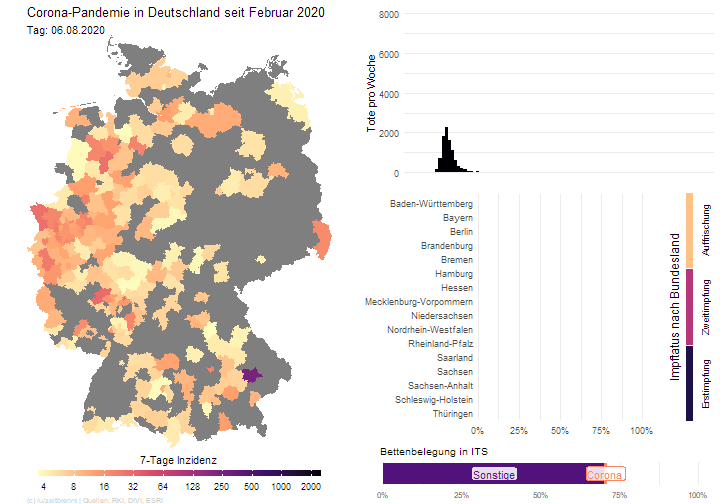 Corona-Pandemie in Deutschland seit Februar 2020
Tag: 06.08.2020
7-Tage Inzidenz
4 8 16 32 64 125 250 500 1000 2000
(c) /u/zeitbrennt | Quellen: RKI, DIVI, ESRI
Tote pro Woche
8000
6000
4000
2000
0
Baden-Württemberg
Bayern
Berlin
Brandenburg
Bremen
Hamburg
Hessen
Mecklenburg-Vorpommern
Niedersachsen
Nordrhein-Westfalen
Rheinland-Pfalz
Saarland
Sachsen
Sachsen-Anhalt
Schleswig-Holstein
Thüringen
0% 25% 50% 75% 100%
Impfstatus nach Bundesland
Auffrischung
Zweitimpfung
Erstimpfung
Bettenbelegung in ITS
Sonstige Corona
0% 25% 50% 75% 100%